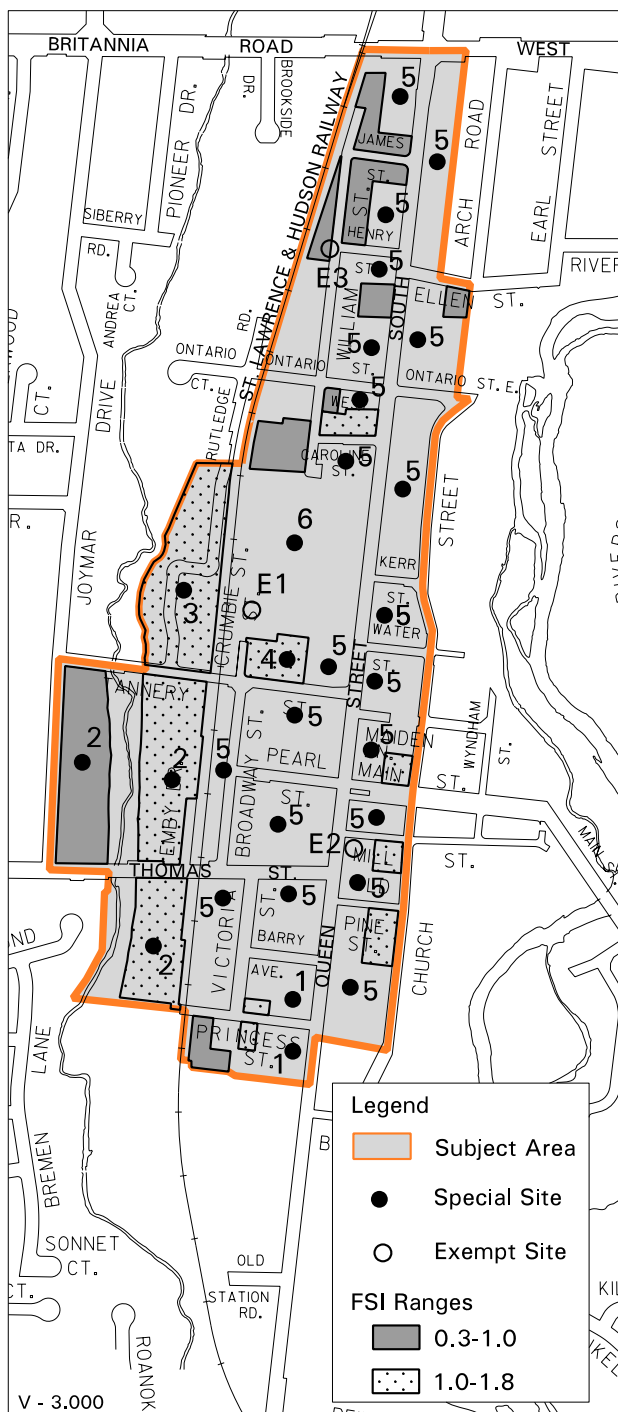 BRITANNIA ROAD WEST
PIONEER DR.
BROOKSIDE DR.
ST. LAWRENCE & HUDSON RAILWAY
ARCH ROAD
EARL STREET
5
JAMES ST.
5
5
SIBERRY RD.
HENRY ST.
E3
5
RIVER
ANDREA CT.
ELLEN ST.
WILLIAM ST.
SOUTH
RD.
ONTARIO CT.
ONTARIO ST.
5
ONTARIO ST. E.
CT.
DRIVE
RUTLEDGE
WE
5
TA DR.
CAROLINE ST.
5
5
R.
STREET
6
KERR ST.
JOYMAR
3
CRUMBIE ST.
E1
5
WATER ST.
4
5
STREET
5
TANNERY
5
2
2
5
PEARL ST.
5
MAIDEN LN.
MAIN ST.
WYNDHAM ST.
BROADWAY ST.
5
5
E2
MILL ST.
MAIN S
THOMAS ST.
5
5
5
VICTORIA
BARRY AVE.
QUEEN
PINE ST.
CHURCH
2
1
5
PRINCESS ST.
1
LANE
BREMEN
SONNET CT.
CT.
OLD STATION RD.
ROANOK
B
KIL
Legend
Subject Area
Special Site
Exempt Site
FSI Ranges
0.3-1.0
1.0-1.8
V - 3.000